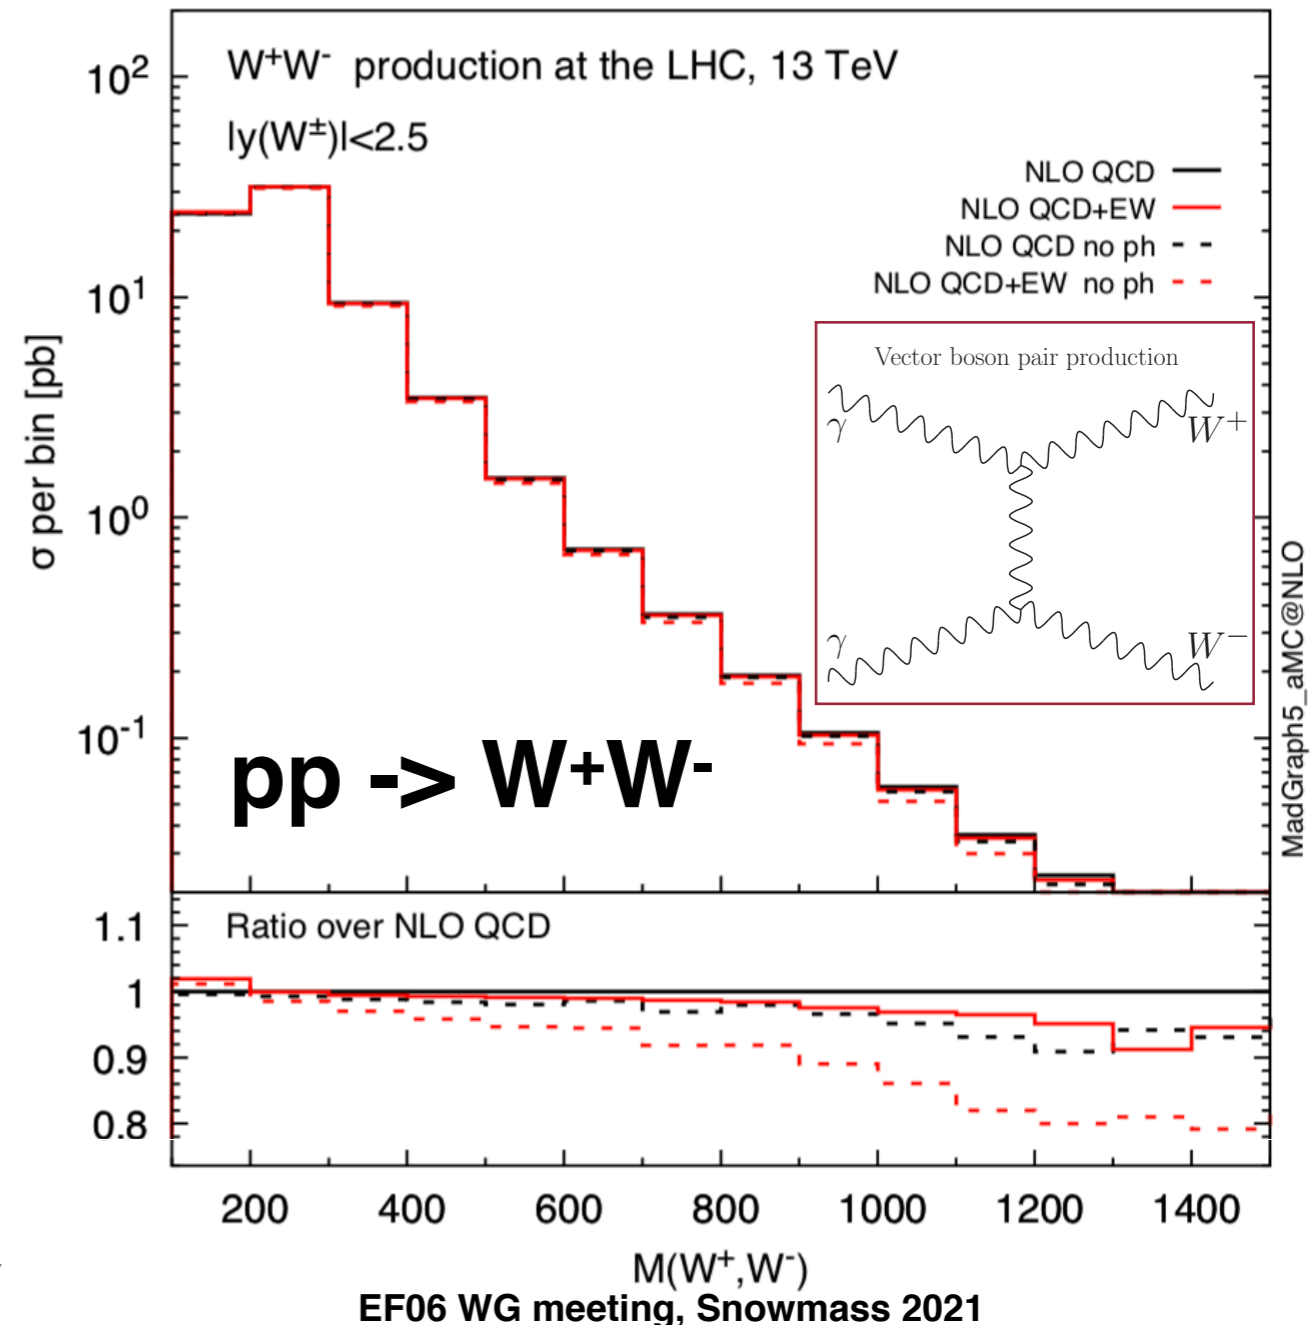 W⁺W⁻ production at the LHC, 13 TeV
|y(W±)|<2.5
NLO QCD
NLO QCD+EW
NLO QCD no ph
NLO QCD+EW no ph
Vector boson pair production
γ
W⁺
γ
W⁻
pp -> W⁺W⁻
10²
10¹
10⁰
10⁻¹
σ per bin [pb]
MadGraph5_aMC@NLO
Ratio over NLO QCD
1.1
1
0.9
0.8
200 400 600 800 1000 1200 1400
M(W⁺,W⁻)
EF06 WG meeting, Snowmass 2021